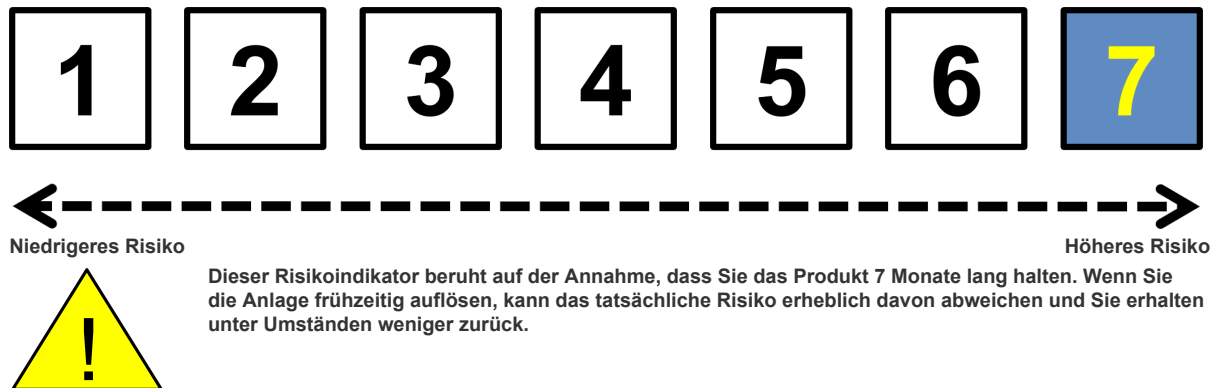 1 2 3 4 5 6 7
Niedrigeres Risiko Höheres Risiko
Dieser Risikoindikator beruht auf der Annahme, dass Sie das Produkt 7 Monate lang halten. Wenn Sie
die Anlage frühzeitig auflösen, kann das tatsächliche Risiko erheblich davon abweichen und Sie erhalten
unter Umständen weniger zurück.
!